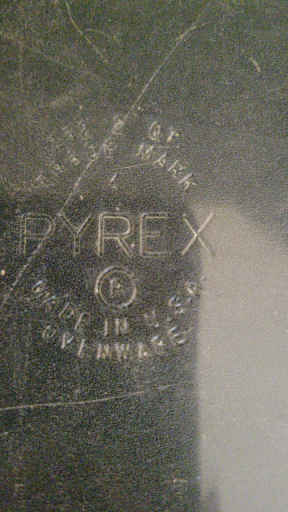 TRADE MARK
PYREX
®
MADE IN U.S.A.
OVENWARE